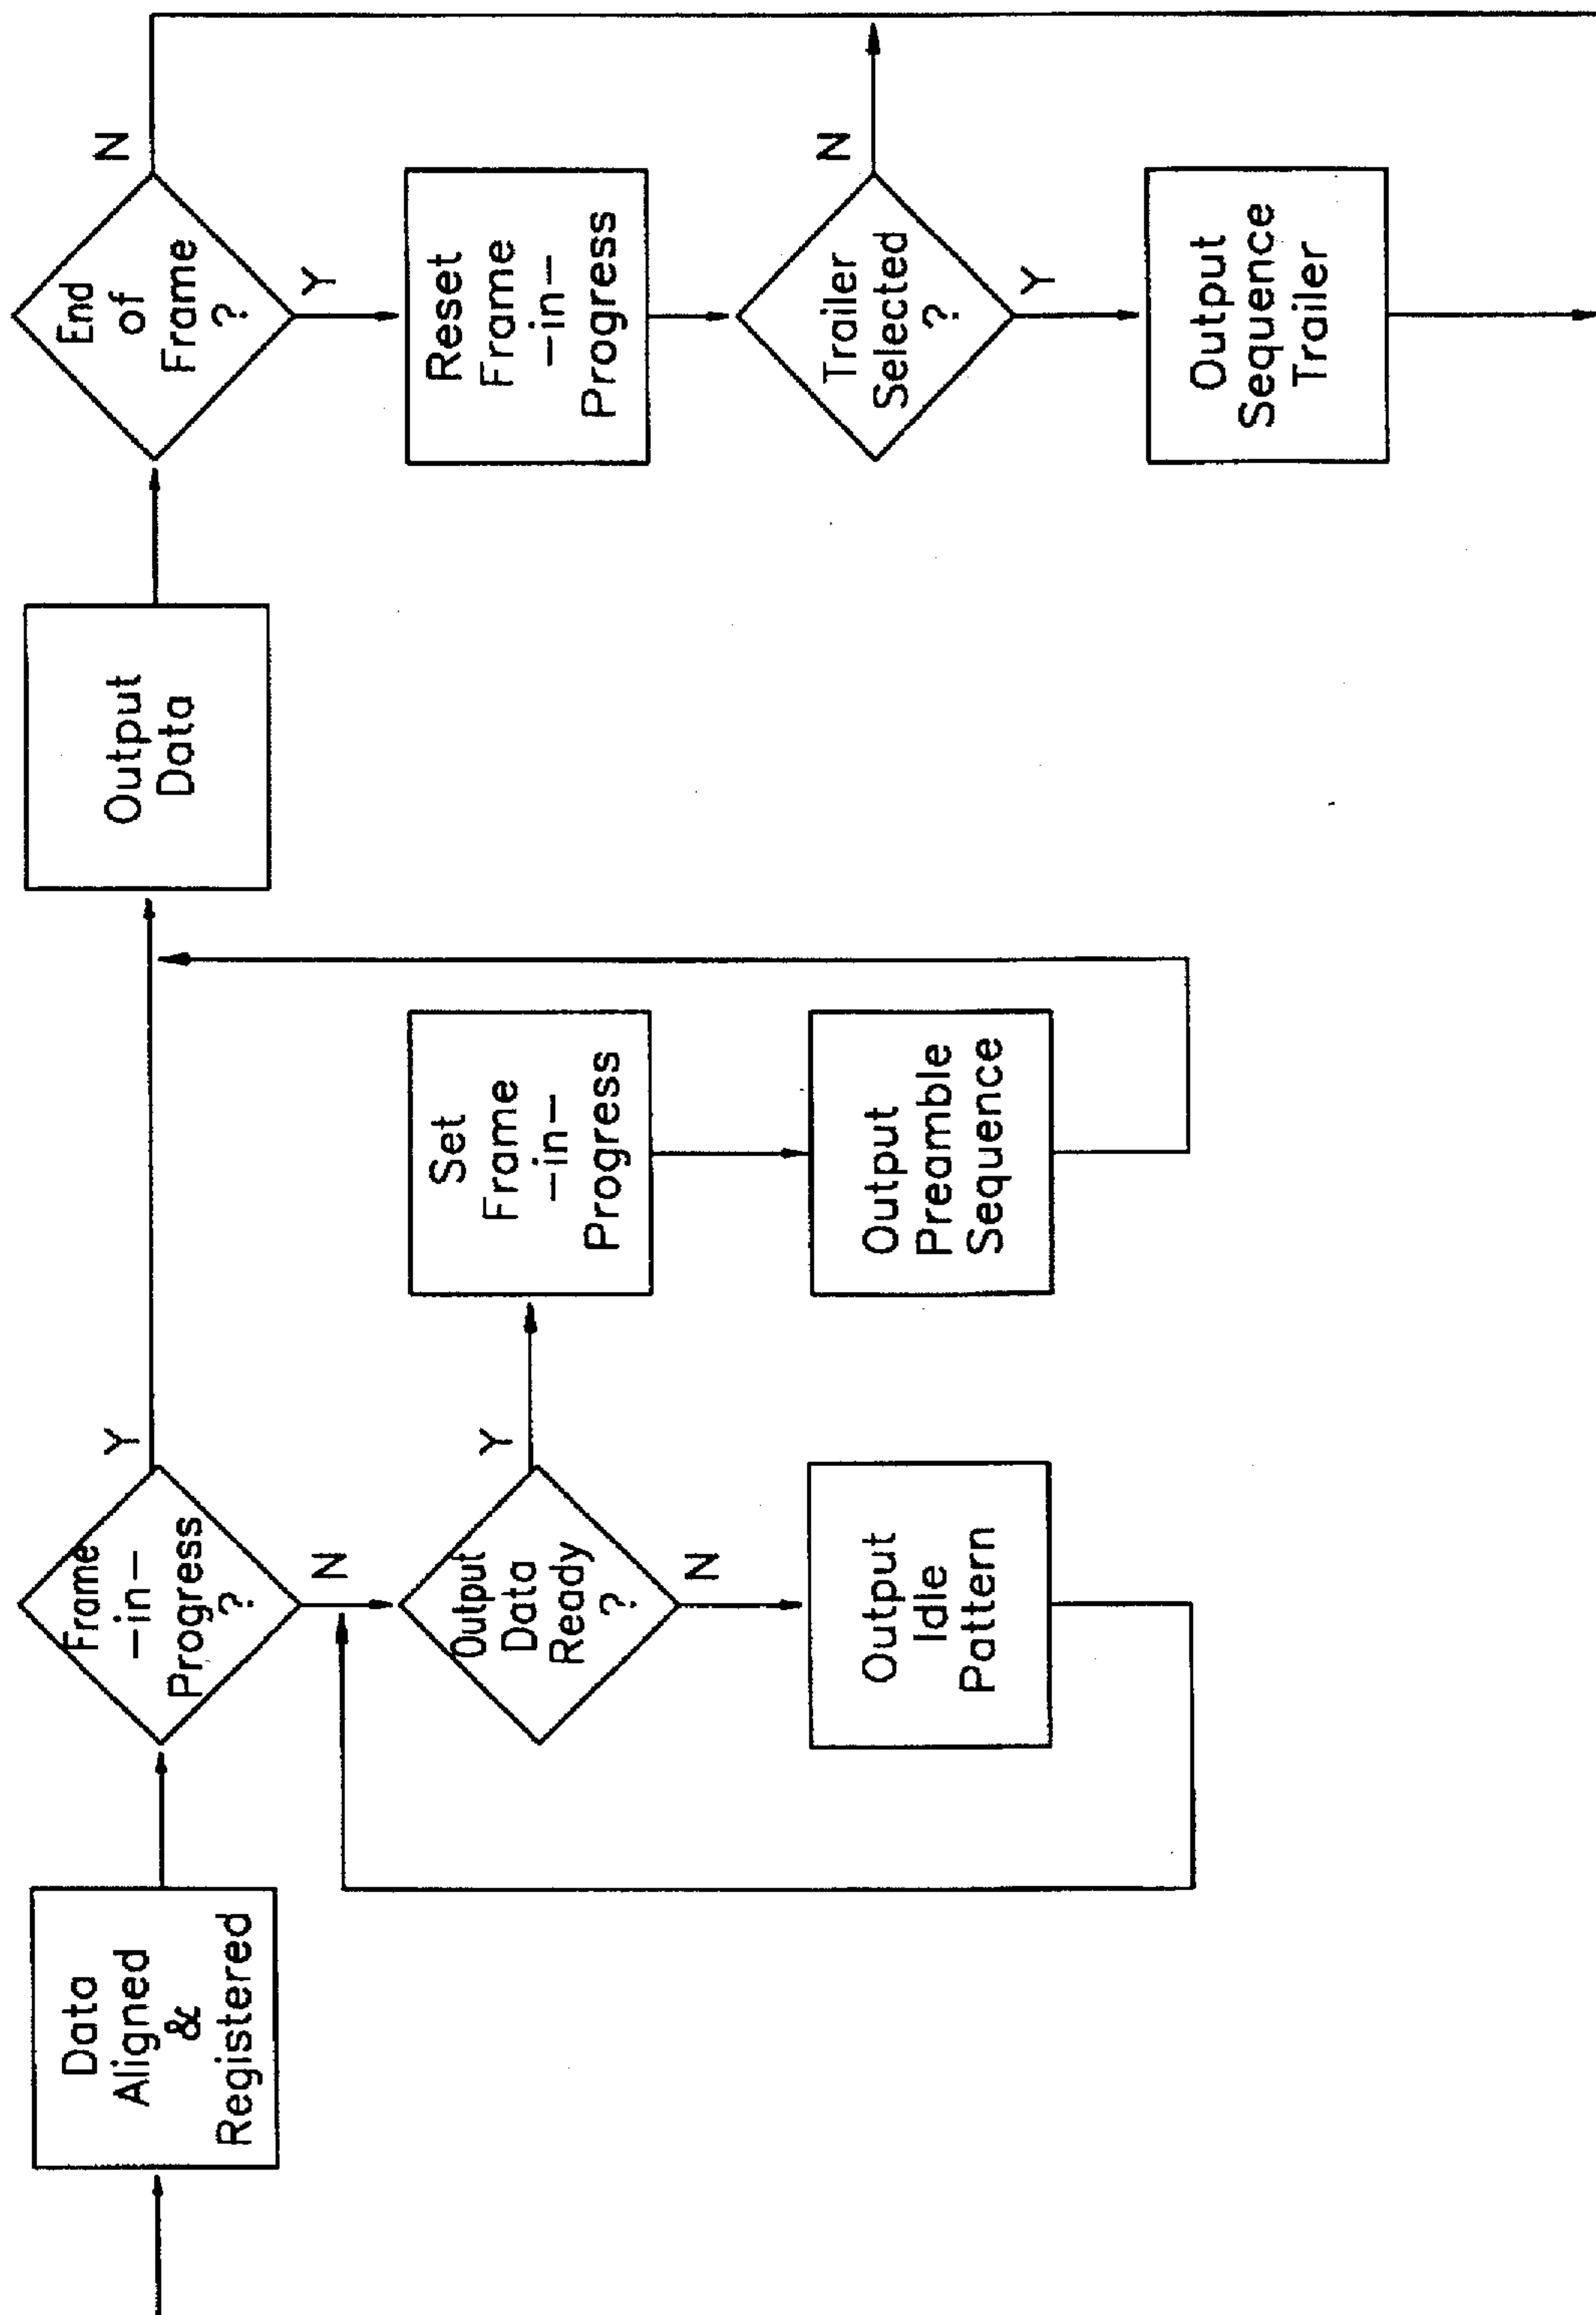 Data
Aligned
&
Registered
Frame
-in-
Progress
?
Y
N
Output
Data
Ready
?
Y
N
Output
Idle
Pattern
Set
Frame
-in-
Progress
Output
Preamble
Sequence
Output
Data
End
of
Frame
?
N
Y
Reset
Frame
-in-
Progress
Trailer
Selected
?
N
Y
Output
Sequence
Trailer